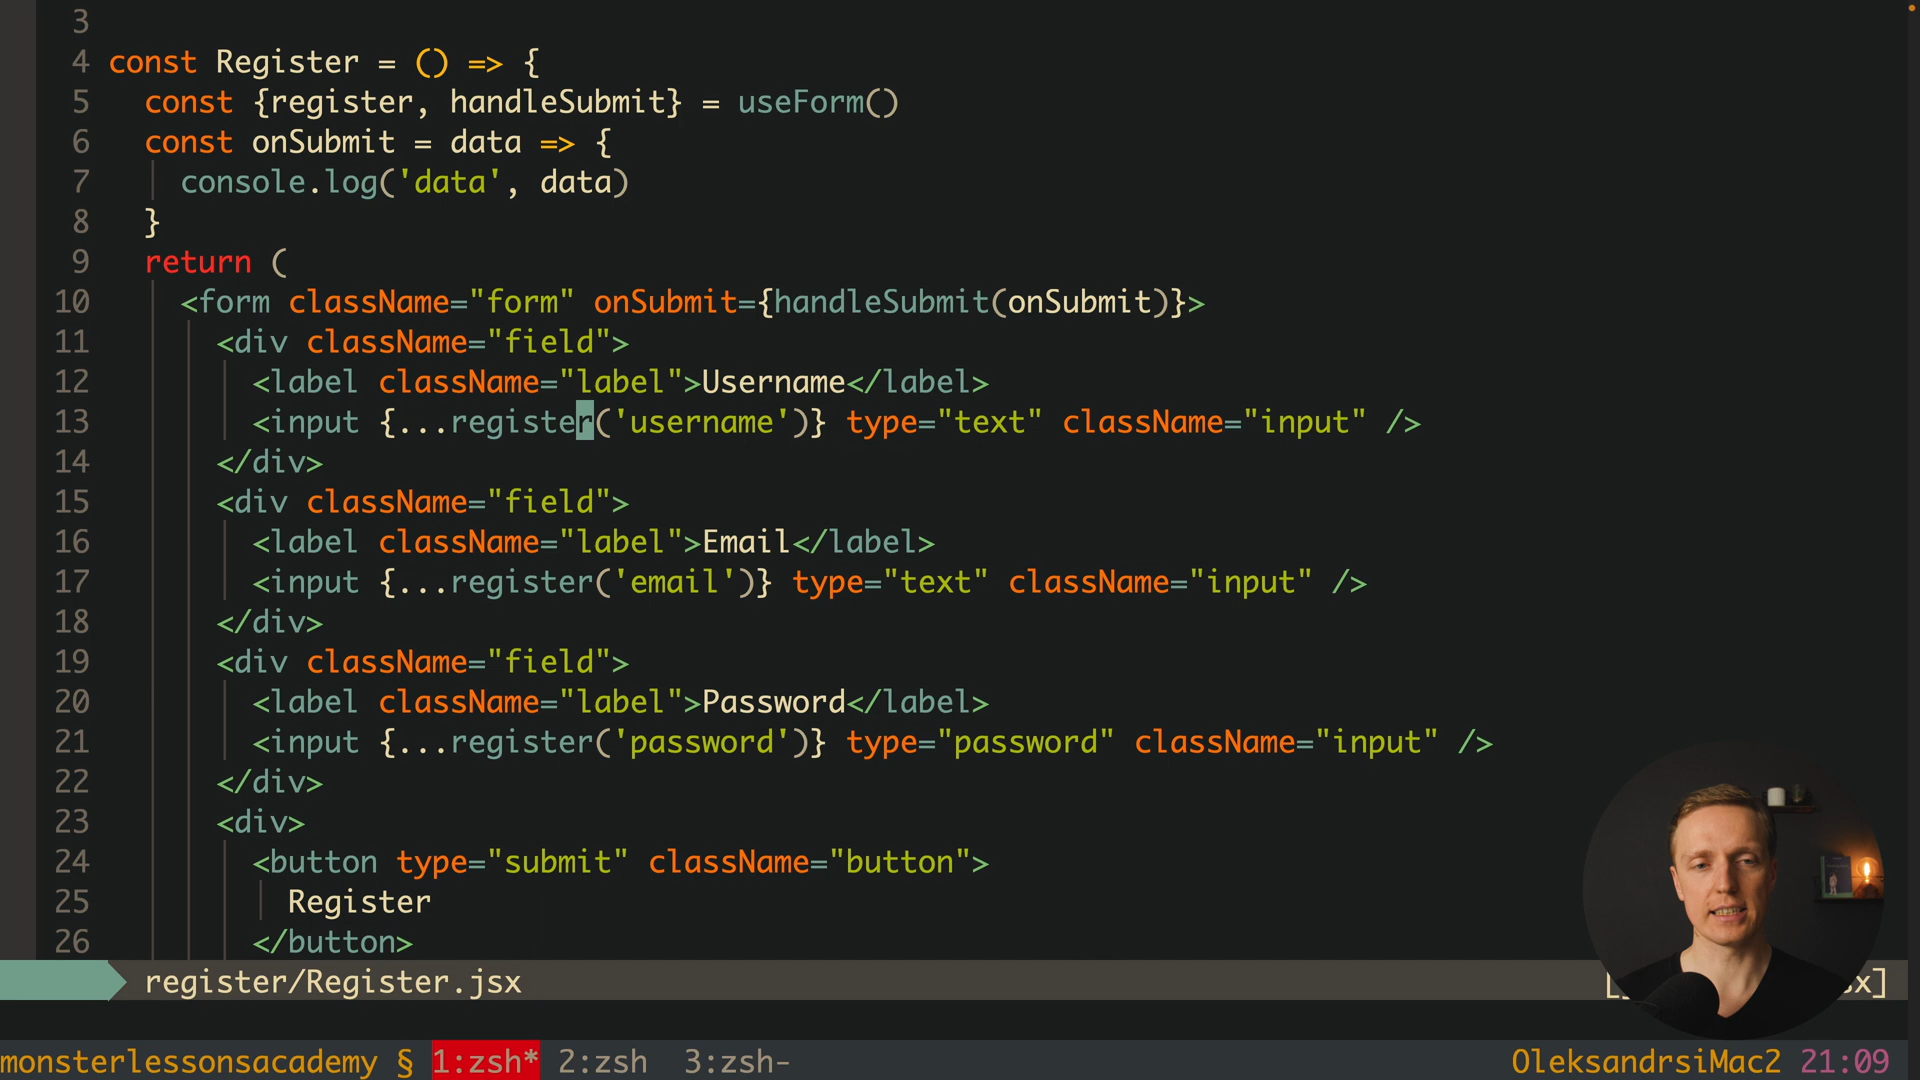 3
4 const Register = () => {
5 const {register, handleSubmit} = useForm()
6 const onSubmit = data => {
7 console.log('data', data)
8 }
9 return (
10 <form className="form" onSubmit={handleSubmit(onSubmit)}>
11 <div className="field">
12 <label className="label">Username</label>
13 <input {...register('username')} type="text" className="input" />
14 </div>
15 <div className="field">
16 <label className="label">Email</label>
17 <input {...register('email')} type="text" className="input" />
18 </div>
19 <div className="field">
20 <label className="label">Password</label>
21 <input {...register('password')} type="password" className="input" />
22 </div>
23 <div>
24 <button type="submit" className="button">
25 Register
26 </button>
register/Register.jsx
monsterlessonsacademy § 1:zsh* 2:zsh 3:zsh- OleksandrsiMac2 21:09